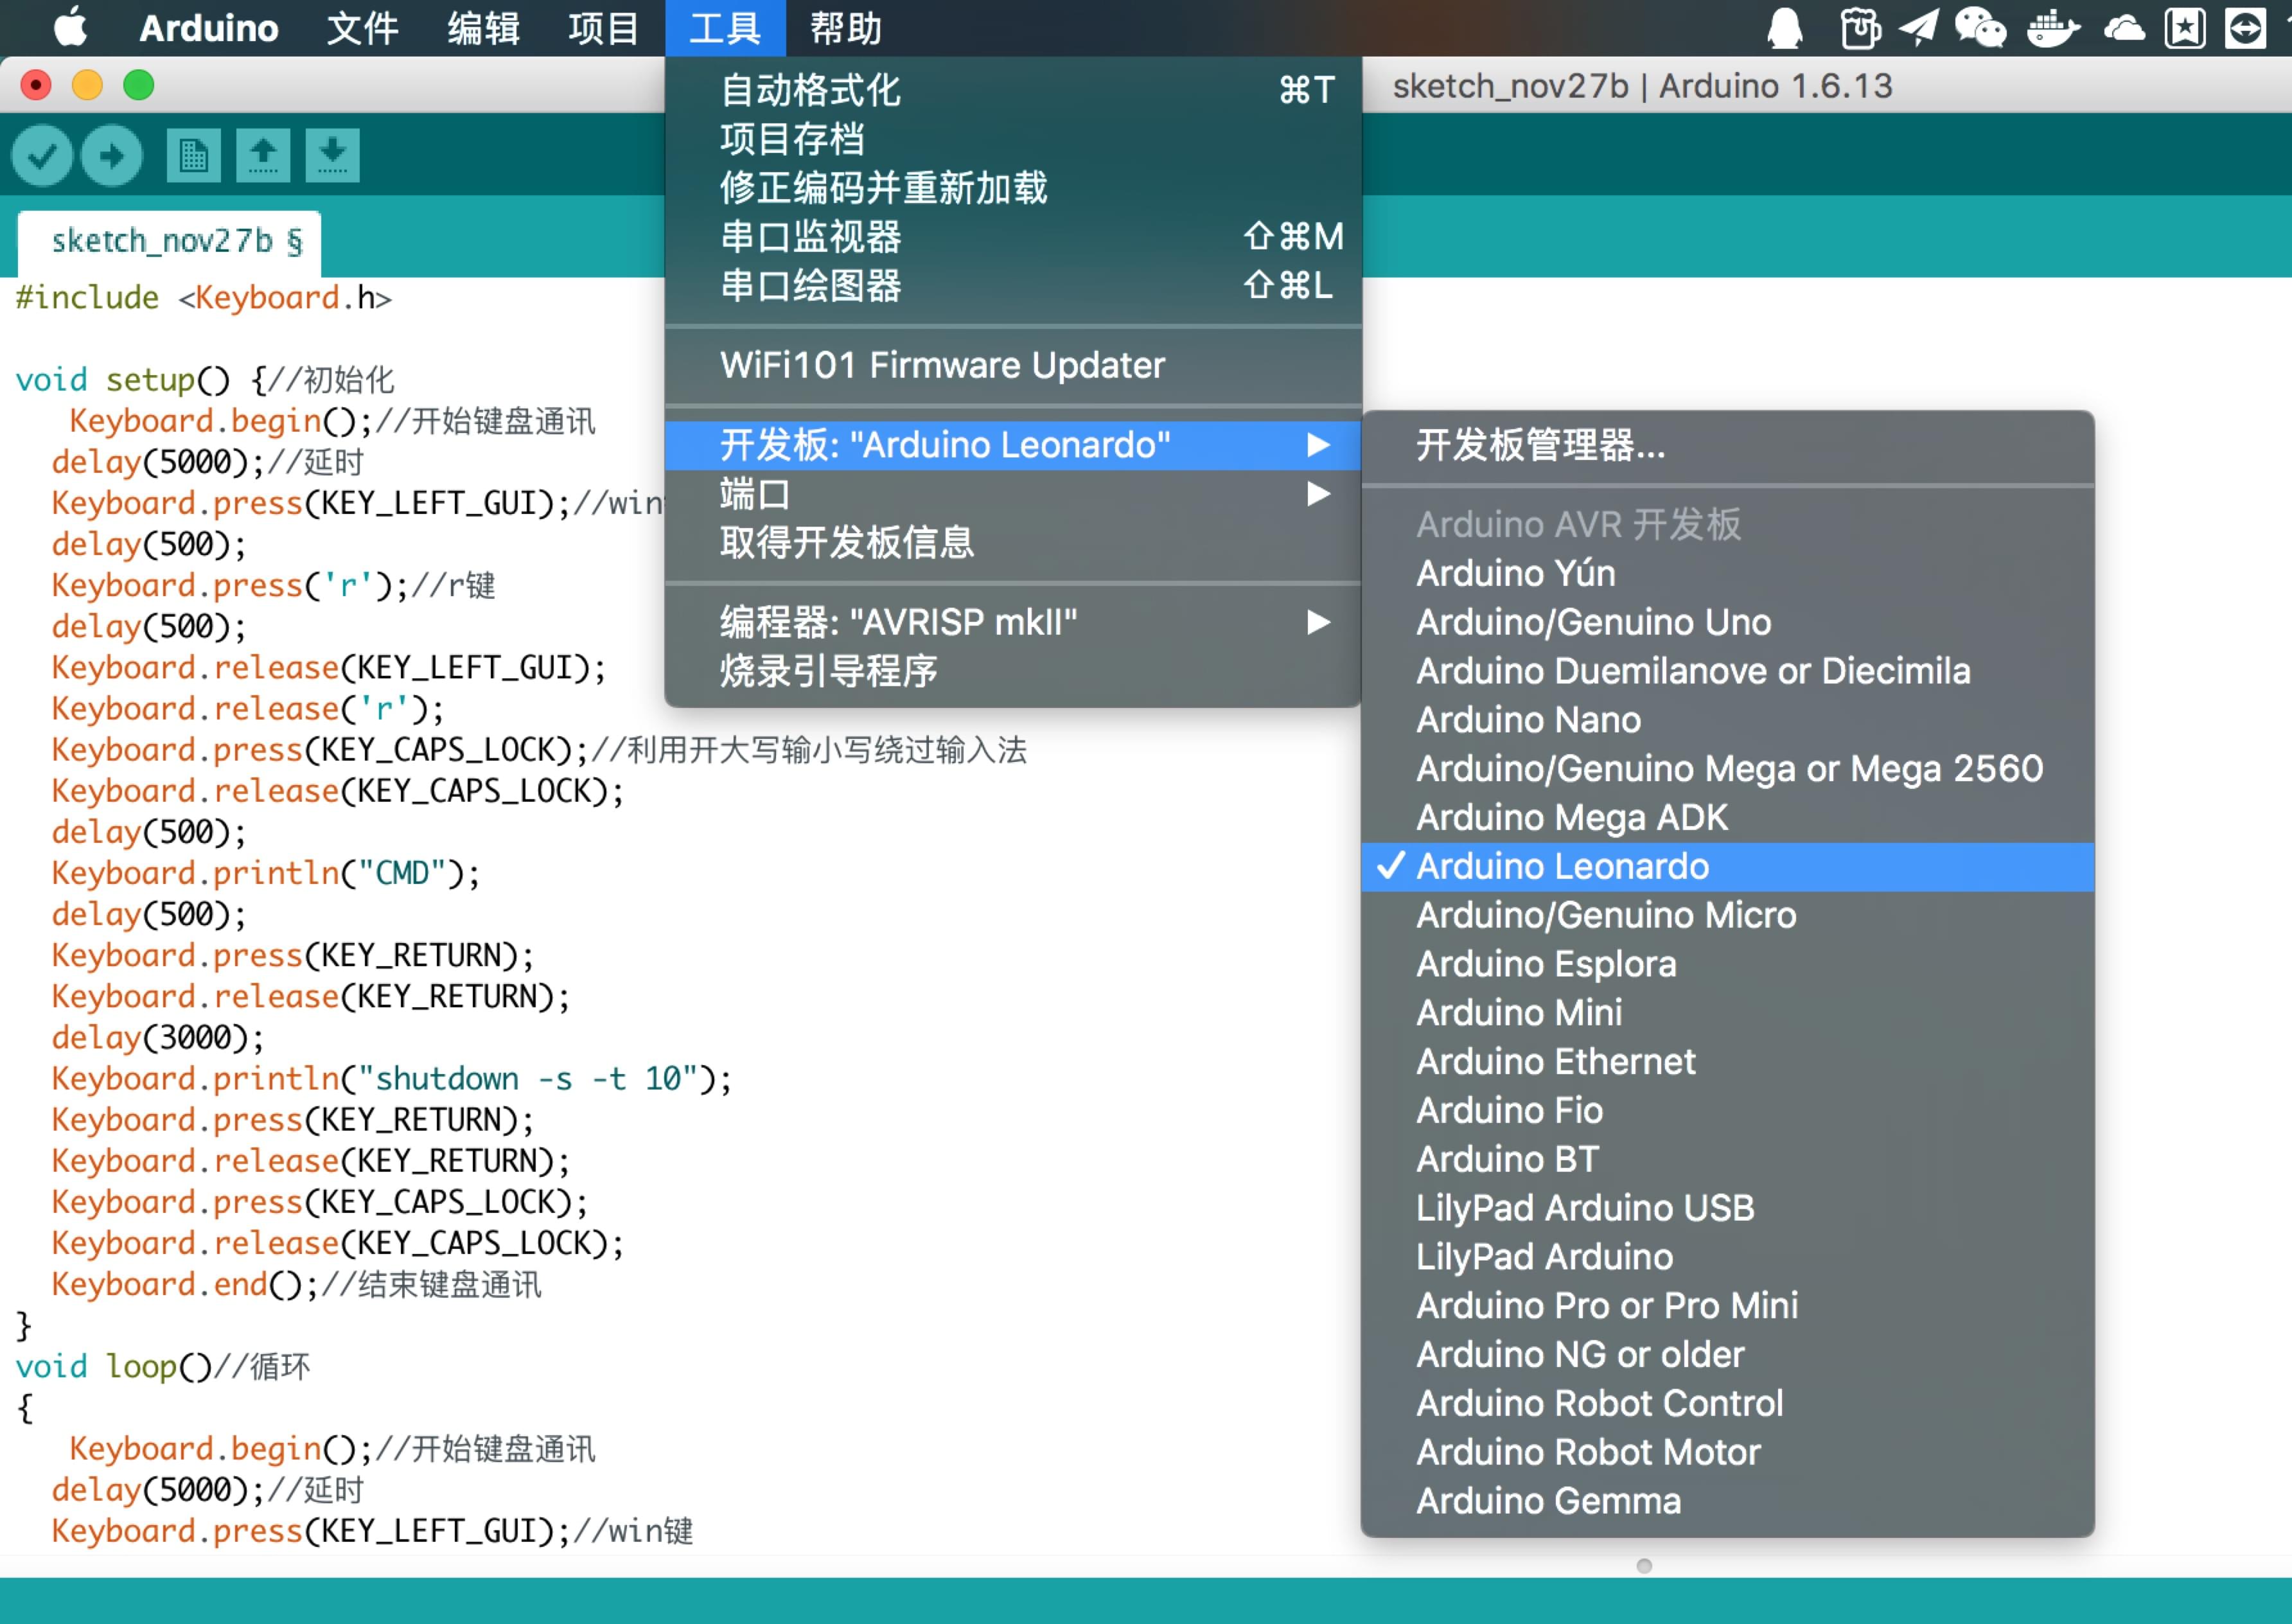 Arduino 文件 编辑 项目 工具 帮助
sketch_nov27b | Arduino 1.6.13
sketch_nov27b §
自动格式化 ⌘T
项目存档
修正编码并重新加载
串口监视器 ⇧⌘M
串口绘图器 ⇧⌘L
WiFi101 Firmware Updater
开发板: "Arduino Leonardo" ▶
端口 ▶
取得开发板信息
编程器: "AVRISP mkII" ▶
烧录引导程序
开发板管理器...
Arduino AVR 开发板
Arduino Yún
Arduino/Genuino Uno
Arduino Duemilanove or Diecimila
Arduino Nano
Arduino/Genuino Mega or Mega 2560
Arduino Mega ADK
✓ Arduino Leonardo
Arduino/Genuino Micro
Arduino Esplora
Arduino Mini
Arduino Ethernet
Arduino Fio
Arduino BT
LilyPad Arduino USB
LilyPad Arduino
Arduino Pro or Pro Mini
Arduino NG or older
Arduino Robot Control
Arduino Robot Motor
Arduino Gemma
#include <Keyboard.h>
void setup() {//初始化
Keyboard.begin();//开始键盘通讯
delay(5000);//延时
Keyboard.press(KEY_LEFT_GUI);//win
delay(500);
Keyboard.press('r');//r键
delay(500);
Keyboard.release(KEY_LEFT_GUI);
Keyboard.release('r');
Keyboard.press(KEY_CAPS_LOCK);//利用开大写输小写绕过输入法
Keyboard.release(KEY_CAPS_LOCK);
delay(500);
Keyboard.println("CMD");
delay(500);
Keyboard.press(KEY_RETURN);
Keyboard.release(KEY_RETURN);
delay(3000);
Keyboard.println("shutdown -s -t 10");
Keyboard.press(KEY_RETURN);
Keyboard.release(KEY_RETURN);
Keyboard.press(KEY_CAPS_LOCK);
Keyboard.release(KEY_CAPS_LOCK);
Keyboard.end();//结束键盘通讯
}
void loop()//循环
{
Keyboard.begin();//开始键盘通讯
delay(5000);//延时
Keyboard.press(KEY_LEFT_GUI);//win键